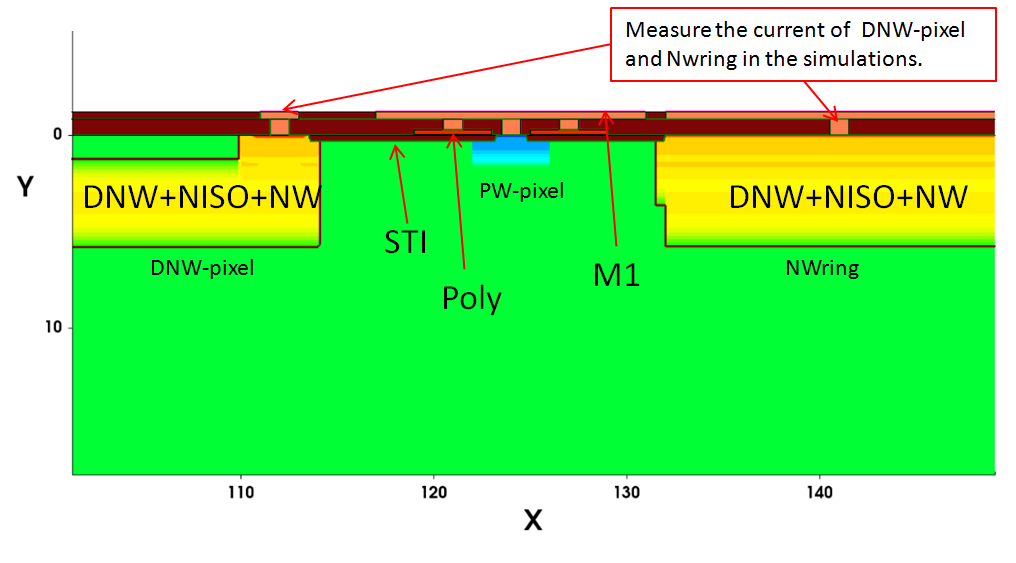 Measure the current of DNW-pixel
and Nwring in the simulations.
0
Y
DNW+NISO+NW
PW-pixel
DNW+NISO+NW
STI
DNW-pixel
M1
NWring
Poly
10
110
120
130
140
X